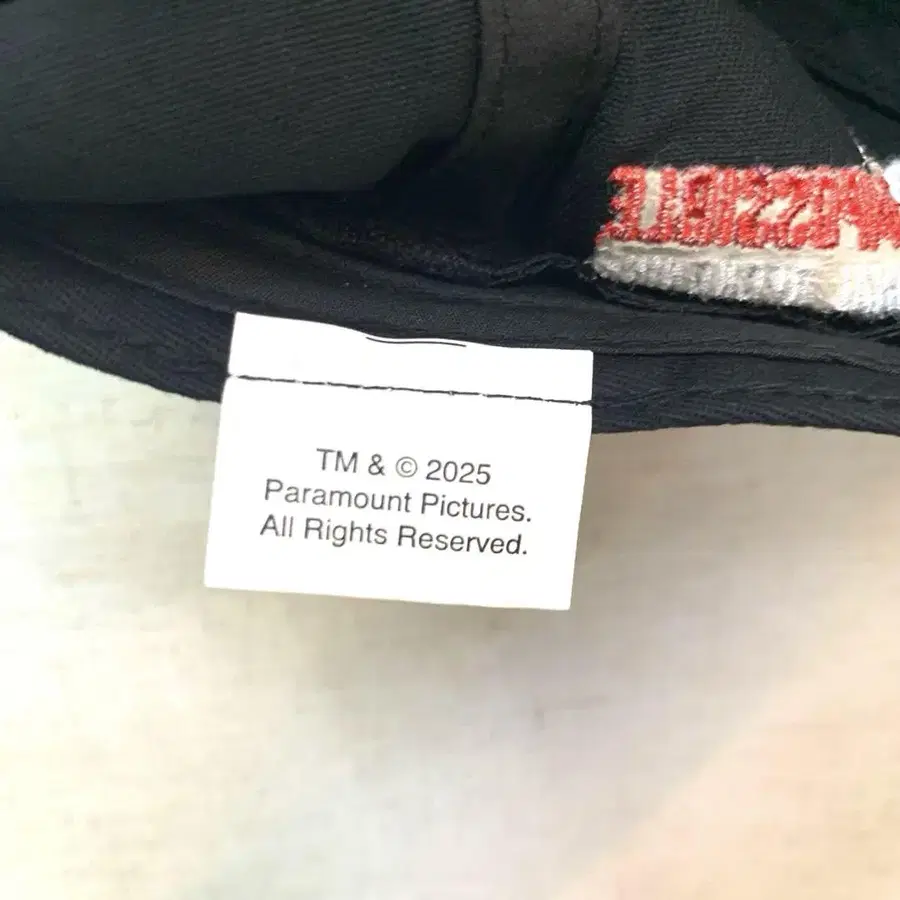 TM & © 2025
Paramount Pictures.
All Rights Reserved.